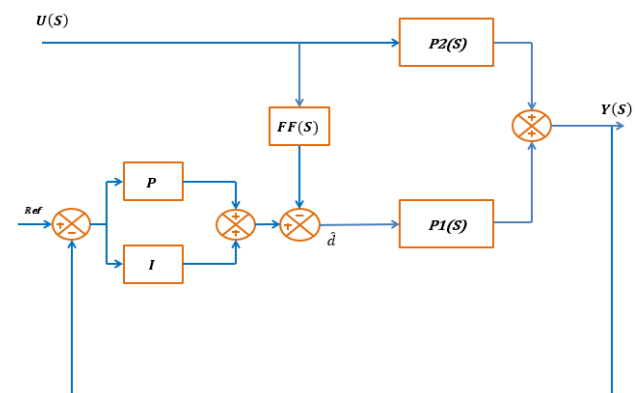 U(S)
P2(S)
Y(S)
+
+
FF(S)
P
Ref
+
−
+
+
+
−
d̂
P1(S)
I